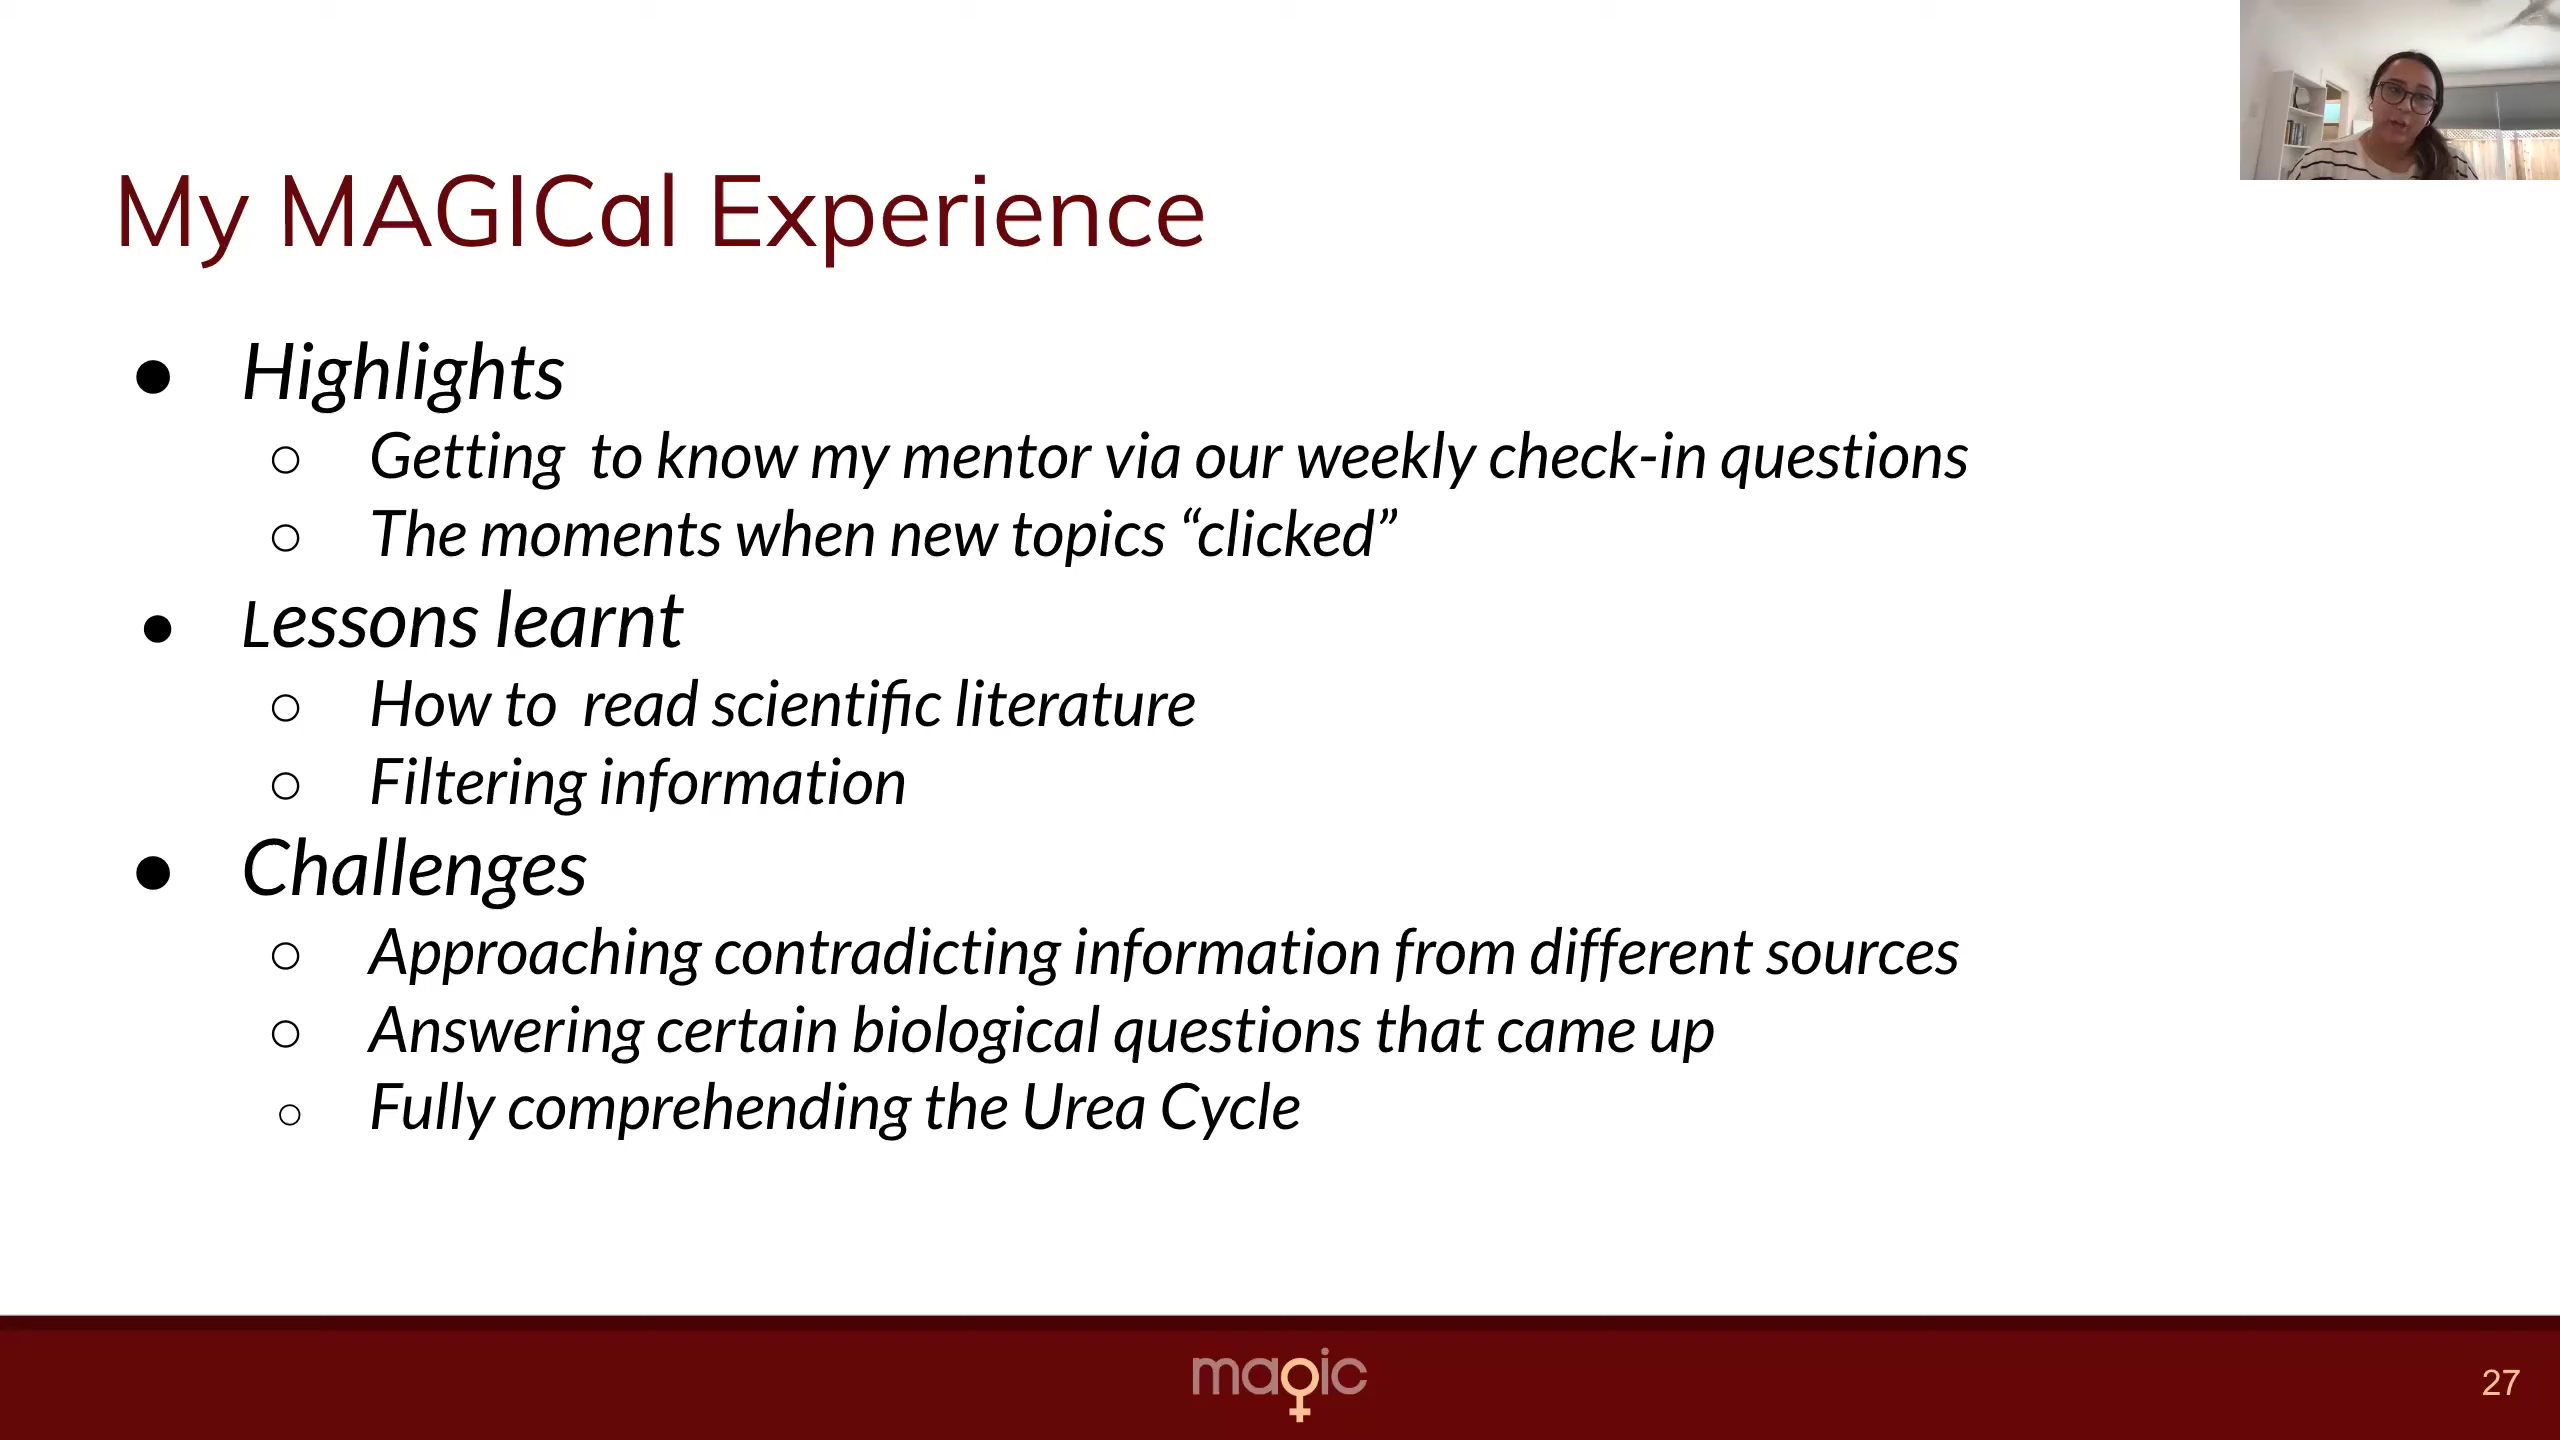 My MAGICal Experience
● Highlights
○ Getting  to know my mentor via our weekly check-in questions
○ The moments when new topics “clicked”
● Lessons learnt
○ How to  read scientific literature
○ Filtering information
● Challenges
○ Approaching contradicting information from different sources
○ Answering certain biological questions that came up
○ Fully comprehending the Urea Cycle
magic
27